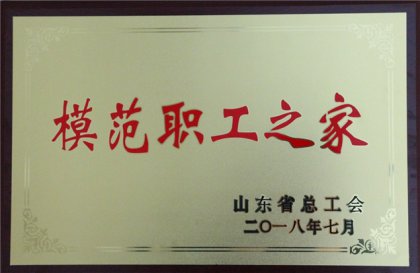 模范职工之家
山东省总工会
二〇一八年七月